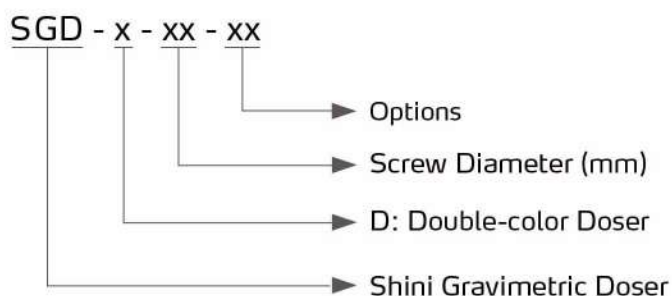 SGD - x - xx - xx
Options
Screw Diameter (mm)
D: Double-color Doser
Shini Gravimetric Doser